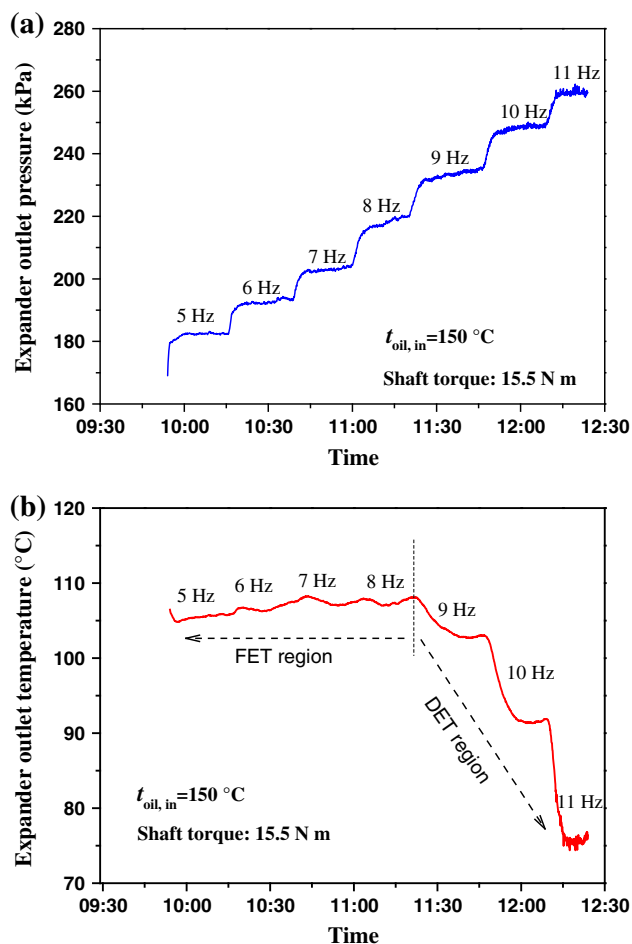 (a)
280
260
240
220
200
180
160
Expander outlet pressure (kPa)
5 Hz
6 Hz
7 Hz
8 Hz
9 Hz
10 Hz
11 Hz
toil, in=150 °C
Shaft torque: 15.5 N m
09:30 10:00 10:30 11:00 11:30 12:00 12:30
Time
(b)
120
110
100
90
80
70
Expander outlet temperature (°C)
5 Hz
6 Hz
7 Hz
8 Hz
9 Hz
10 Hz
11 Hz
FET region
DET region
toil, in=150 °C
Shaft torque: 15.5 N m
09:30 10:00 10:30 11:00 11:30 12:00 12:30
Time